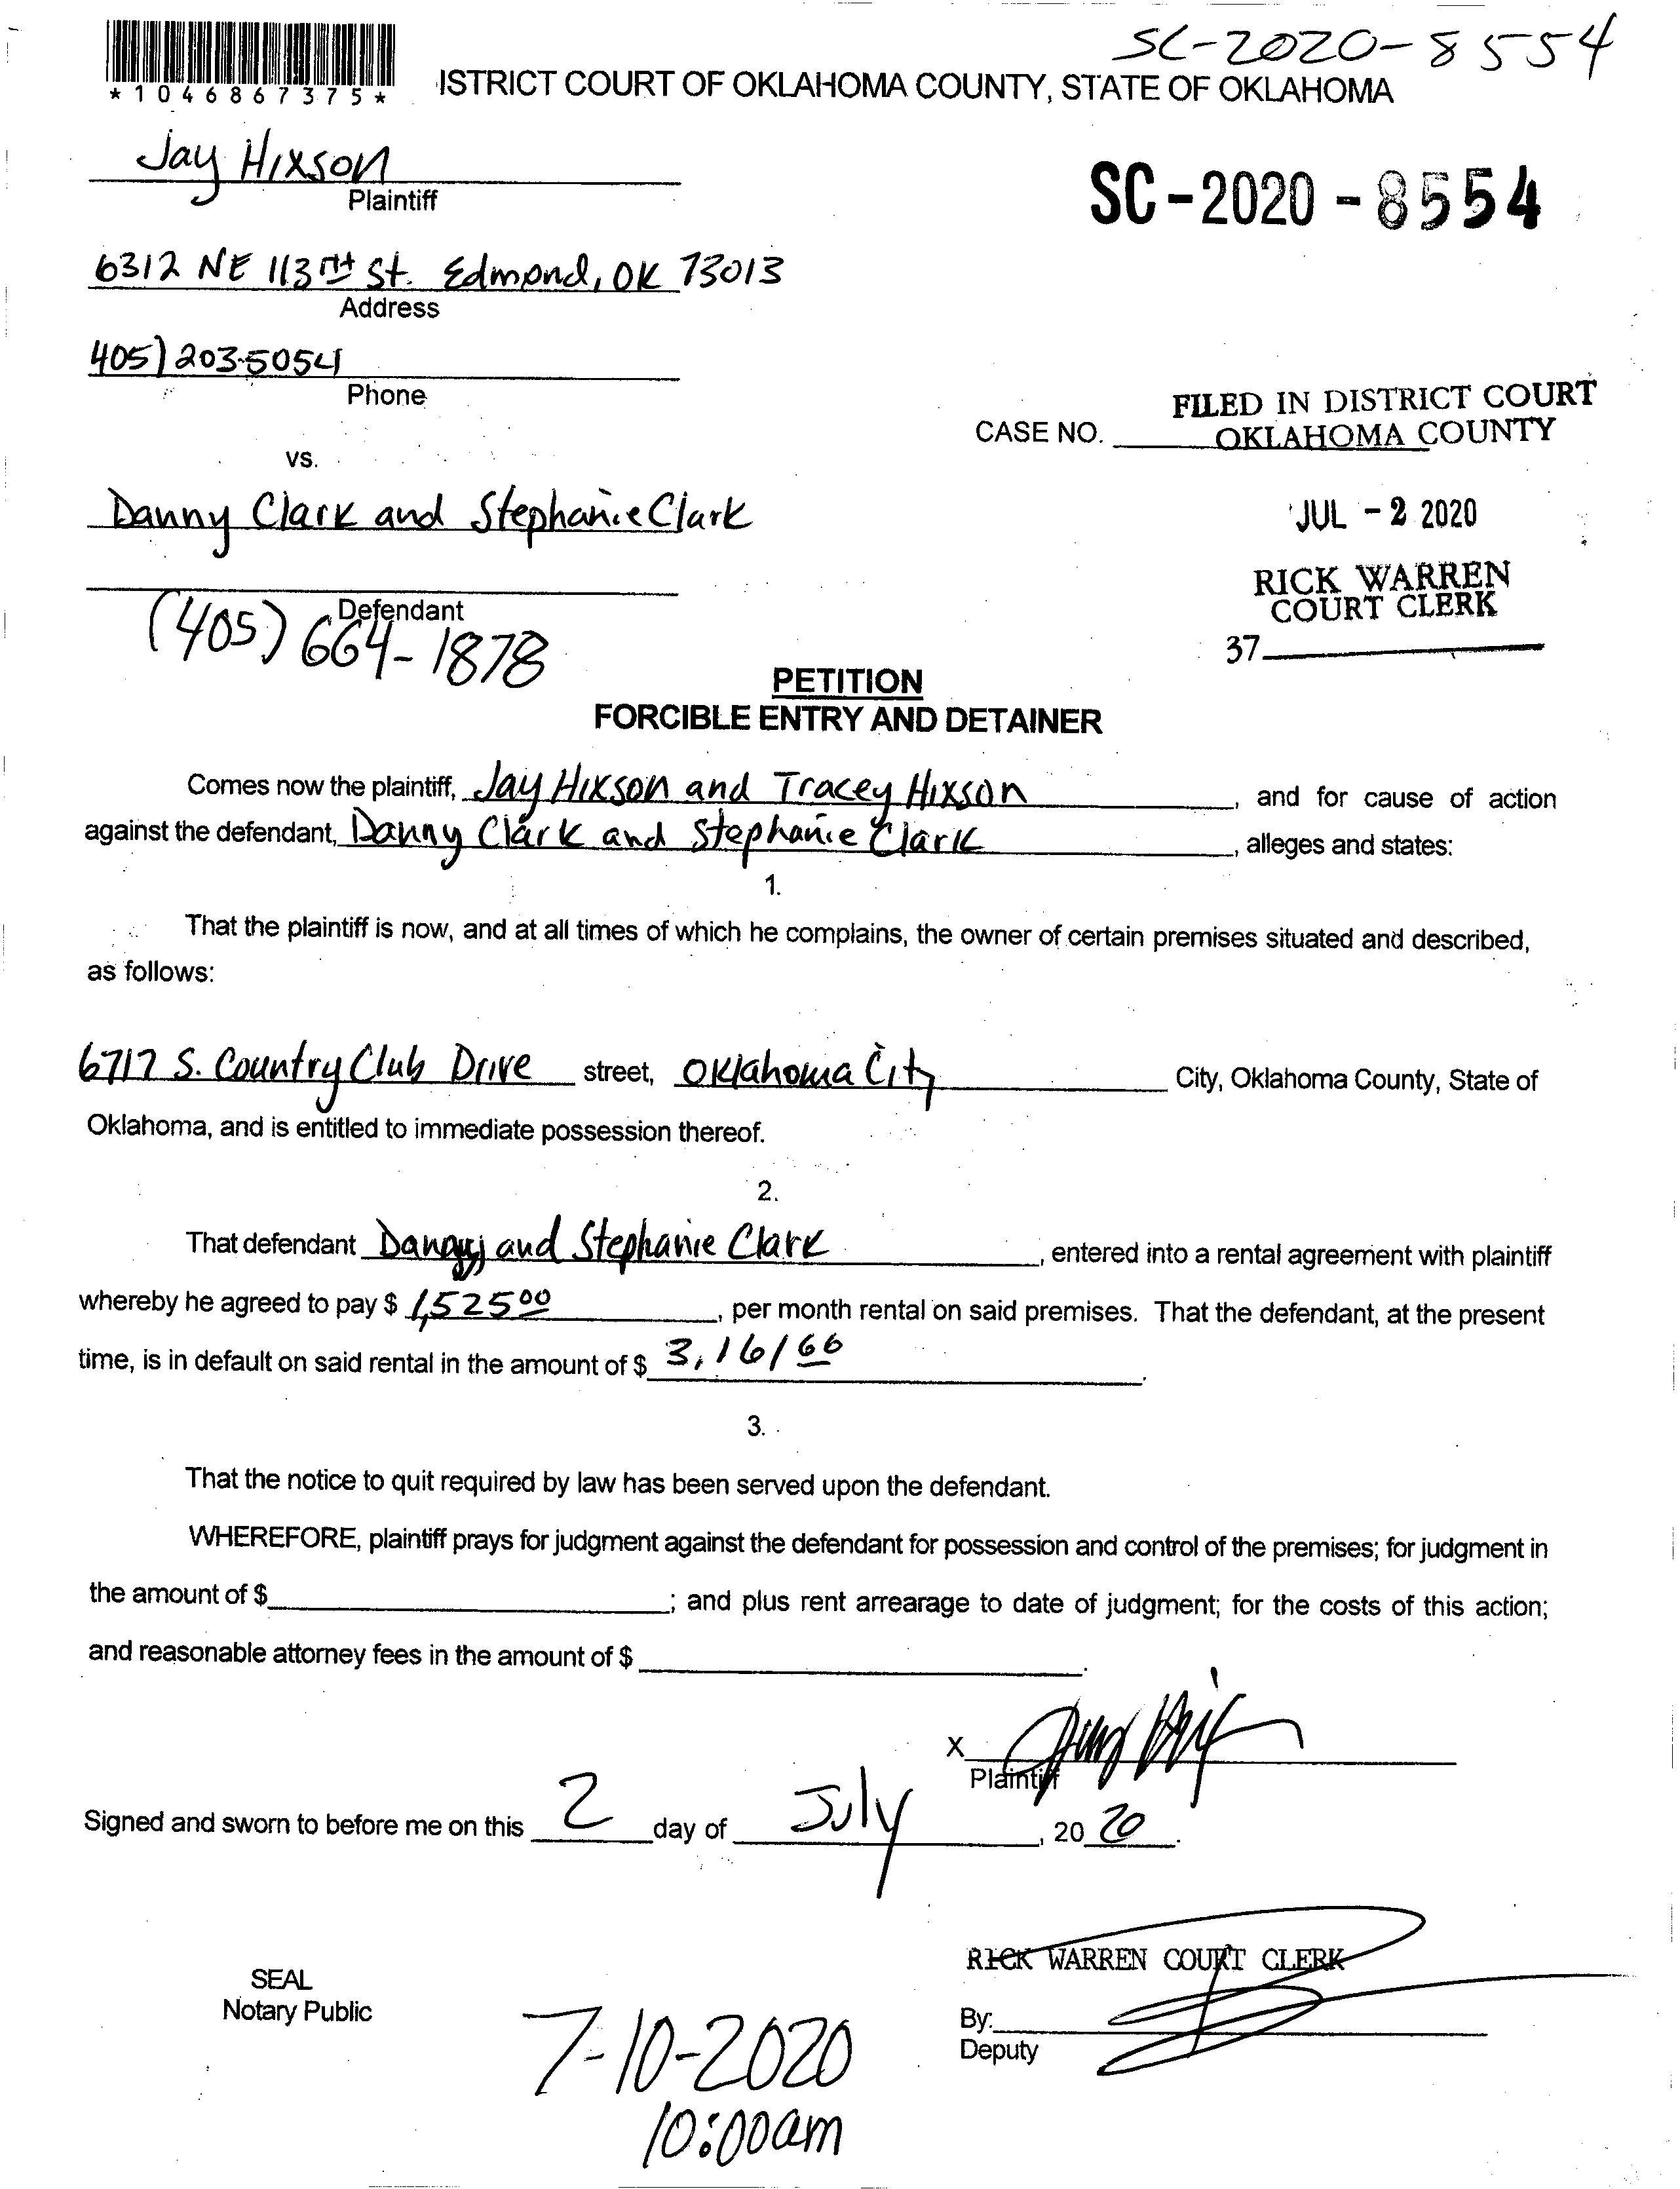 SC-2020-8554
*1046867375*
ISTRICT COURT OF OKLAHOMA COUNTY, STATE OF OKLAHOMA
Jay Hixson
Plaintiff
SC-2020-8554
6312 NE 113rd St. Edmond, OK 73013
Address
405) 203-5054
Phone
FILED IN DISTRICT COURT
CASE NO. OKLAHOMA COUNTY
vs.
Danny Clark and Stephanie Clark
JUL - 2 2020
RICK WARREN
COURT CLERK
Defendant
(405) 664-1878
37
PETITION
FORCIBLE ENTRY AND DETAINER
Comes now the plaintiff, Jay Hixson and Tracey Hixson, and for cause of action
against the defendant, Danny Clark and Stephanie Clark, alleges and states:
1.
That the plaintiff is now, and at all times of which he complains, the owner of certain premises situated and described,
as follows:
6717 S. Country Club Drive street, Oklahoma City City, Oklahoma County, State of
Oklahoma, and is entitled to immediate possession thereof.
2.
That defendant Danny and Stephanie Clark, entered into a rental agreement with plaintiff
whereby he agreed to pay $ 1,525 00, per month rental on said premises. That the defendant, at the present
time, is in default on said rental in the amount of $ 3,161 66.
3.
That the notice to quit required by law has been served upon the defendant.
WHEREFORE, plaintiff prays for judgment against the defendant for possession and control of the premises; for judgment in
the amount of $ ; and plus rent arrearage to date of judgment; for the costs of this action;
and reasonable attorney fees in the amount of $ .
X
Plaintiff
Signed and sworn to before me on this 2 day of July, 2020.
RICK WARREN COURT CLERK
SEAL
Notary Public
By:
Deputy
7-10-2020
10:00am